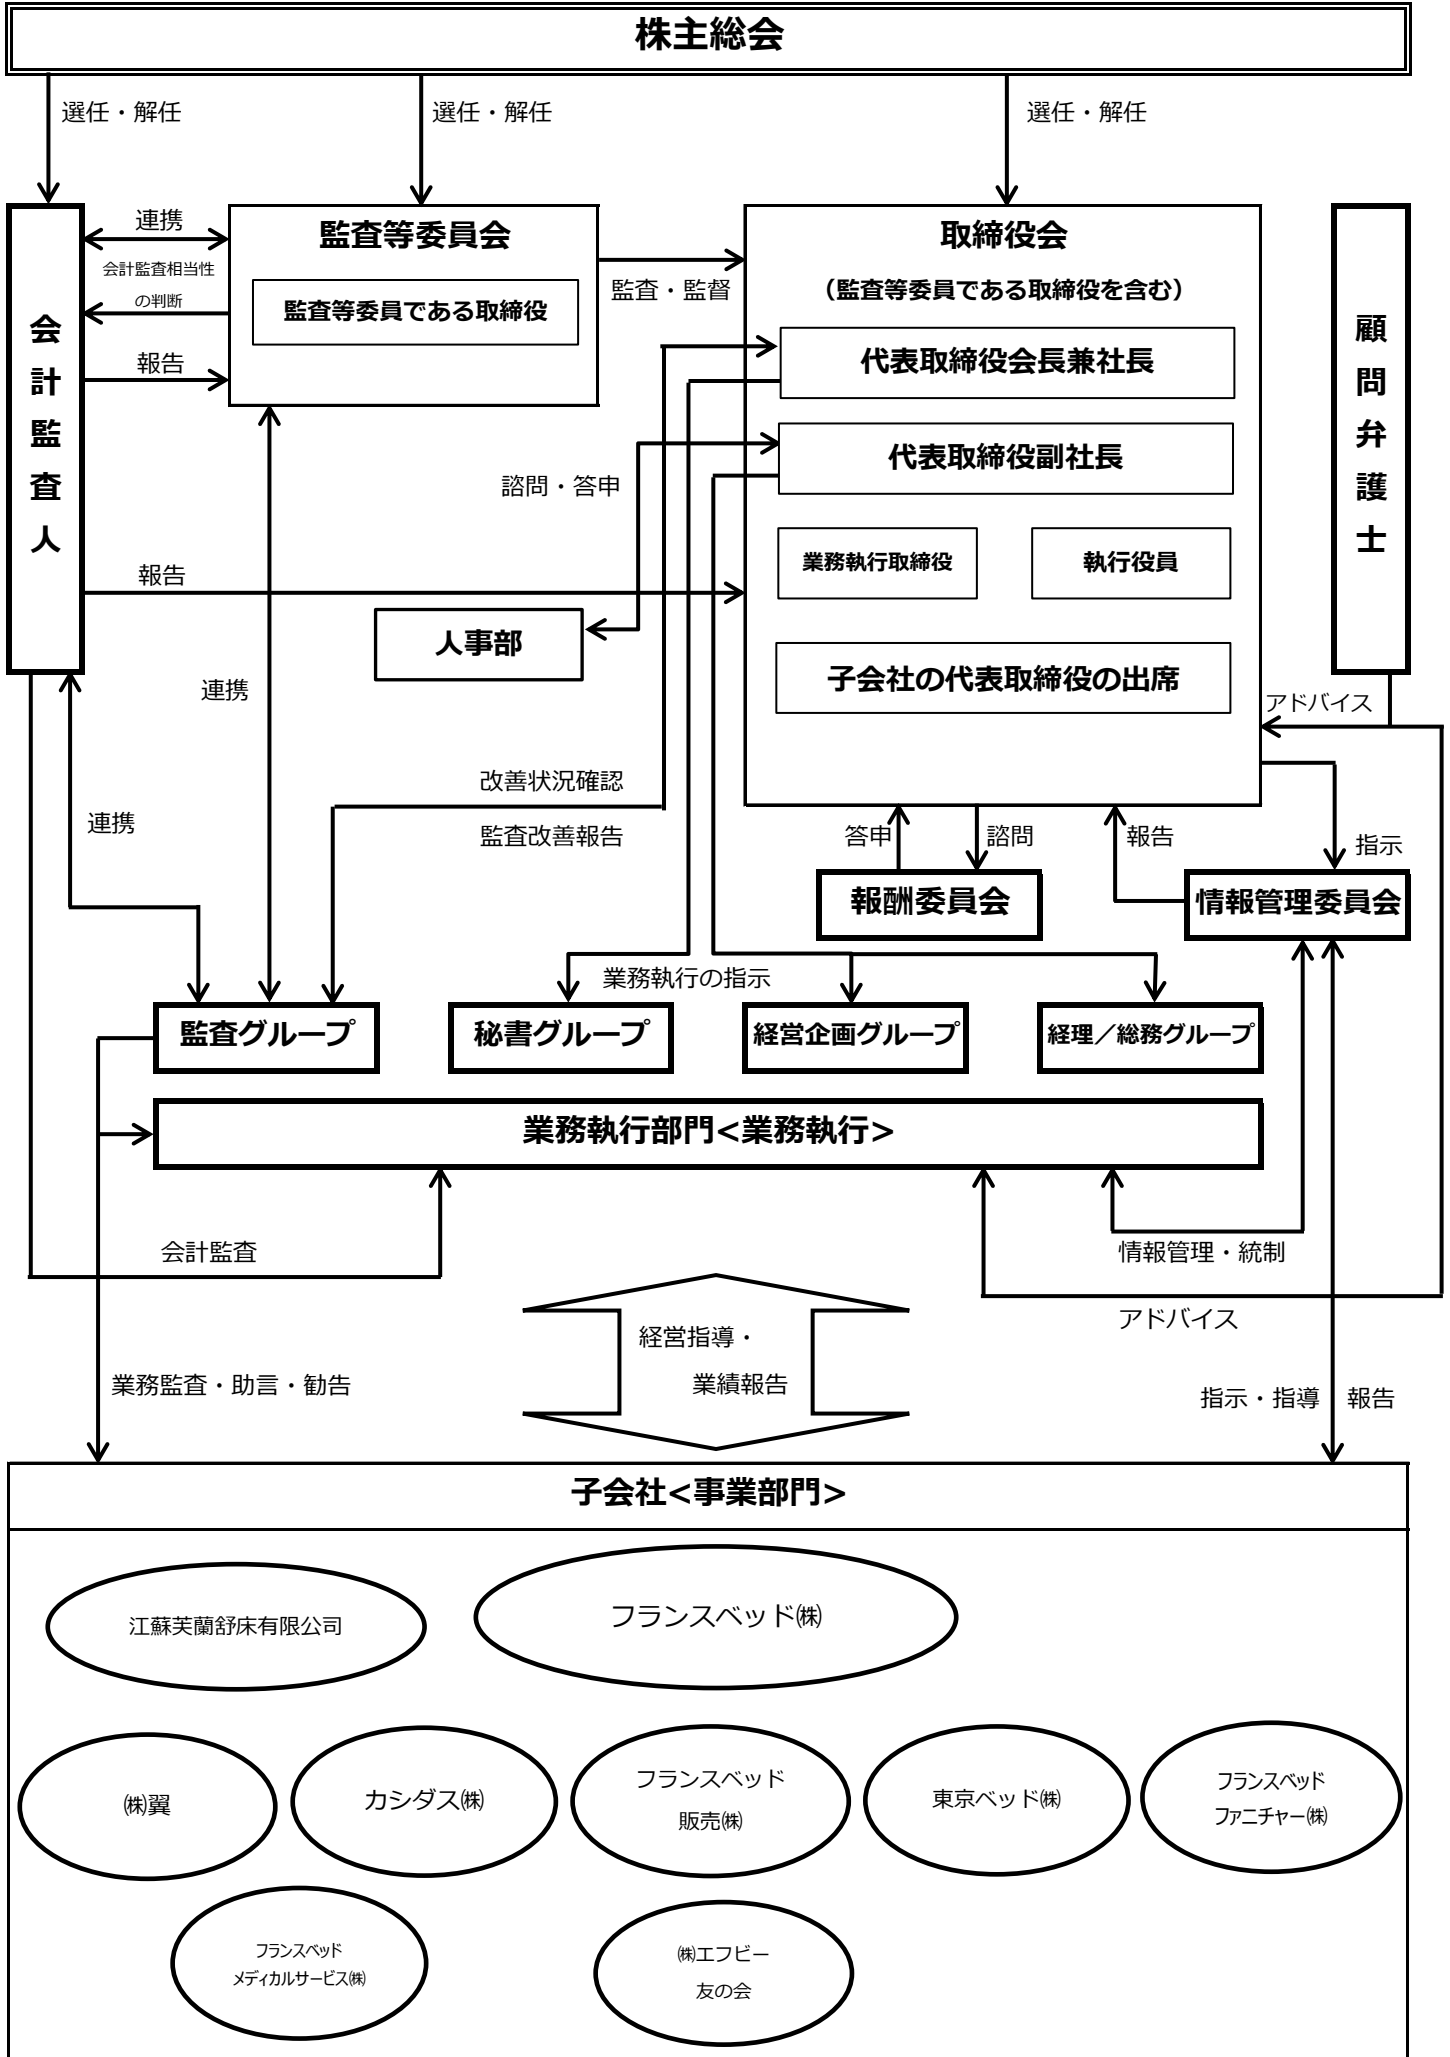 株主総会
選任・解任
選任・解任
選任・解任
会計監査人
連携
会計監査相当性
の判断
報告
監査等委員会
監査等委員である取締役
監査・監督
取締役会
（監査等委員である取締役を含む）
代表取締役会長兼社長
代表取締役副社長
業務執行取締役
執行役員
子会社の代表取締役の出席
顧問弁護士
諮問・答申
報告
人事部
連携
アドバイス
改善状況確認
監査改善報告
連携
答申
諮問
報告
指示
報酬委員会
情報管理委員会
業務執行の指示
監査グループ
秘書グループ
経営企画グループ
経理／総務グループ
業務執行部門<業務執行>
会計監査
情報管理・統制
アドバイス
経営指導・
業績報告
業務監査・助言・勧告
指示・指導
報告
子会社<事業部門>
江蘇芙蘭舒床有限公司
フランスベッド㈱
㈱翼
カシダス㈱
フランスベッド
販売㈱
東京ベッド㈱
フランスベッド
ファニチャー㈱
フランスベッド
メディカルサービス㈱
㈱エフビー
友の会